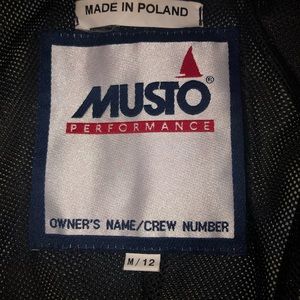 MADE IN POLAND
MUSTO®
PERFORMANCE
OWNER'S NAME/CREW NUMBER
M/12